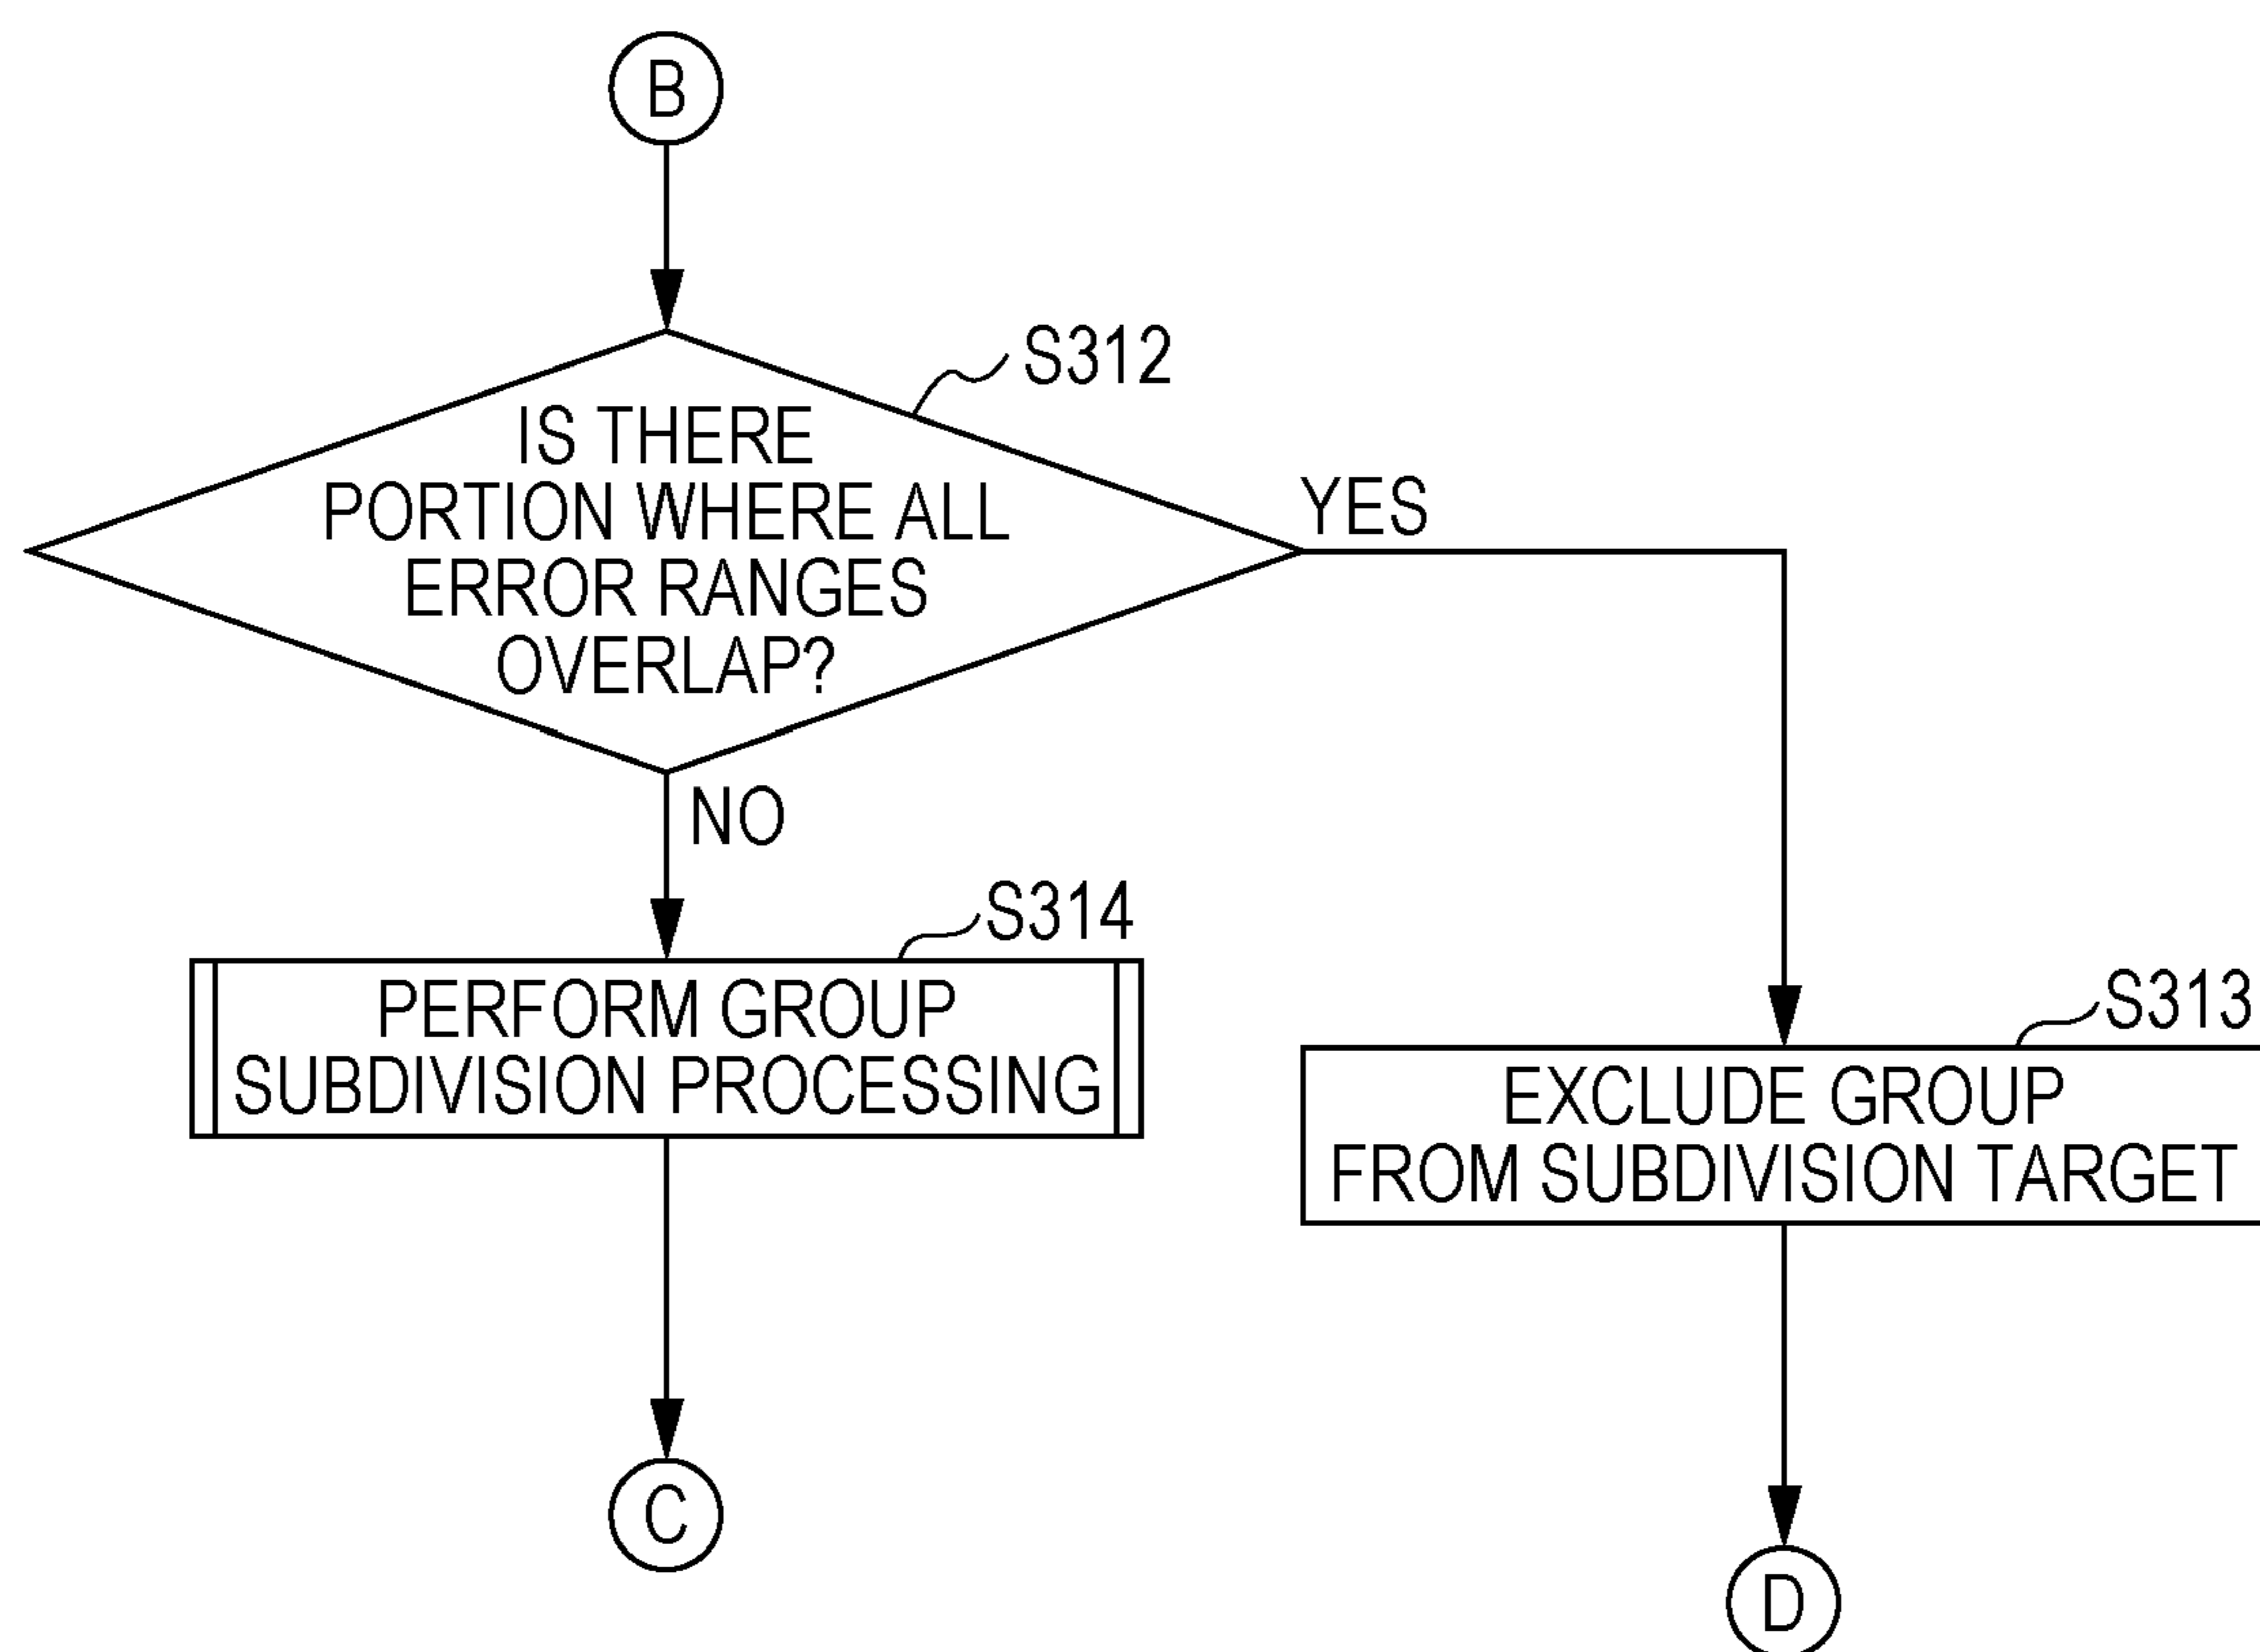 B
S312
IS THERE
PORTION WHERE ALL
ERROR RANGES
OVERLAP?
YES
NO
S314
PERFORM GROUP
SUBDIVISION PROCESSING
S313
EXCLUDE GROUP
FROM SUBDIVISION TARGET
C
D